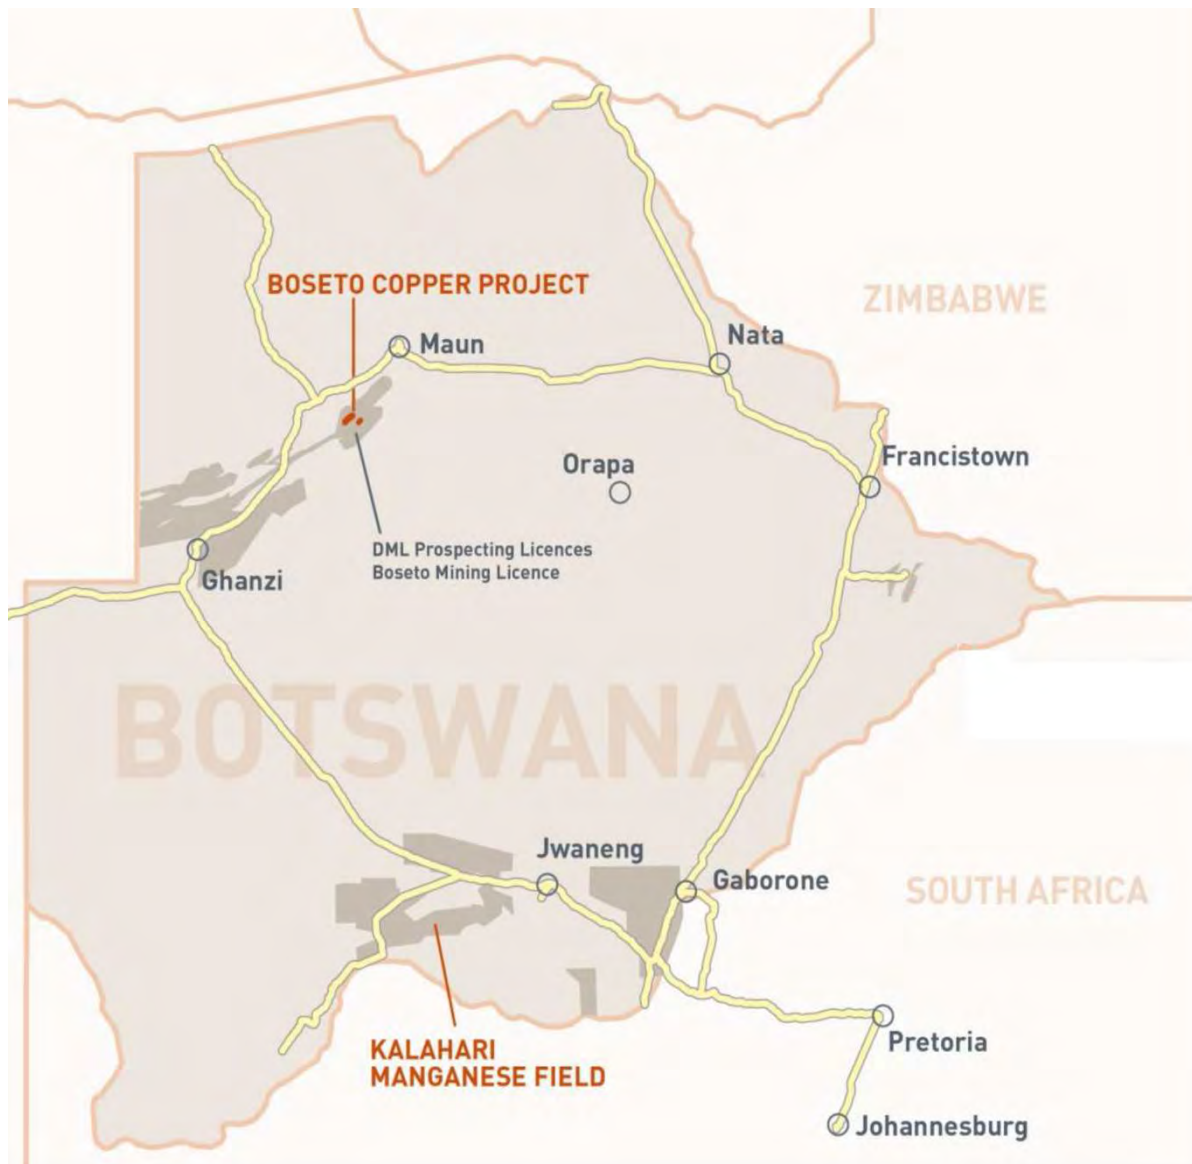 BOSETO COPPER PROJECT
ZIMBABWE
Nata
Maun
Francistown
Orapa
DML Prospecting Licences
Boseto Mining Licence
Ghanzi
BOTSWANA
Jwaneng
Gaborone
SOUTH AFRICA
KALAHARI
MANGANESE FIELD
Pretoria
Johannesburg